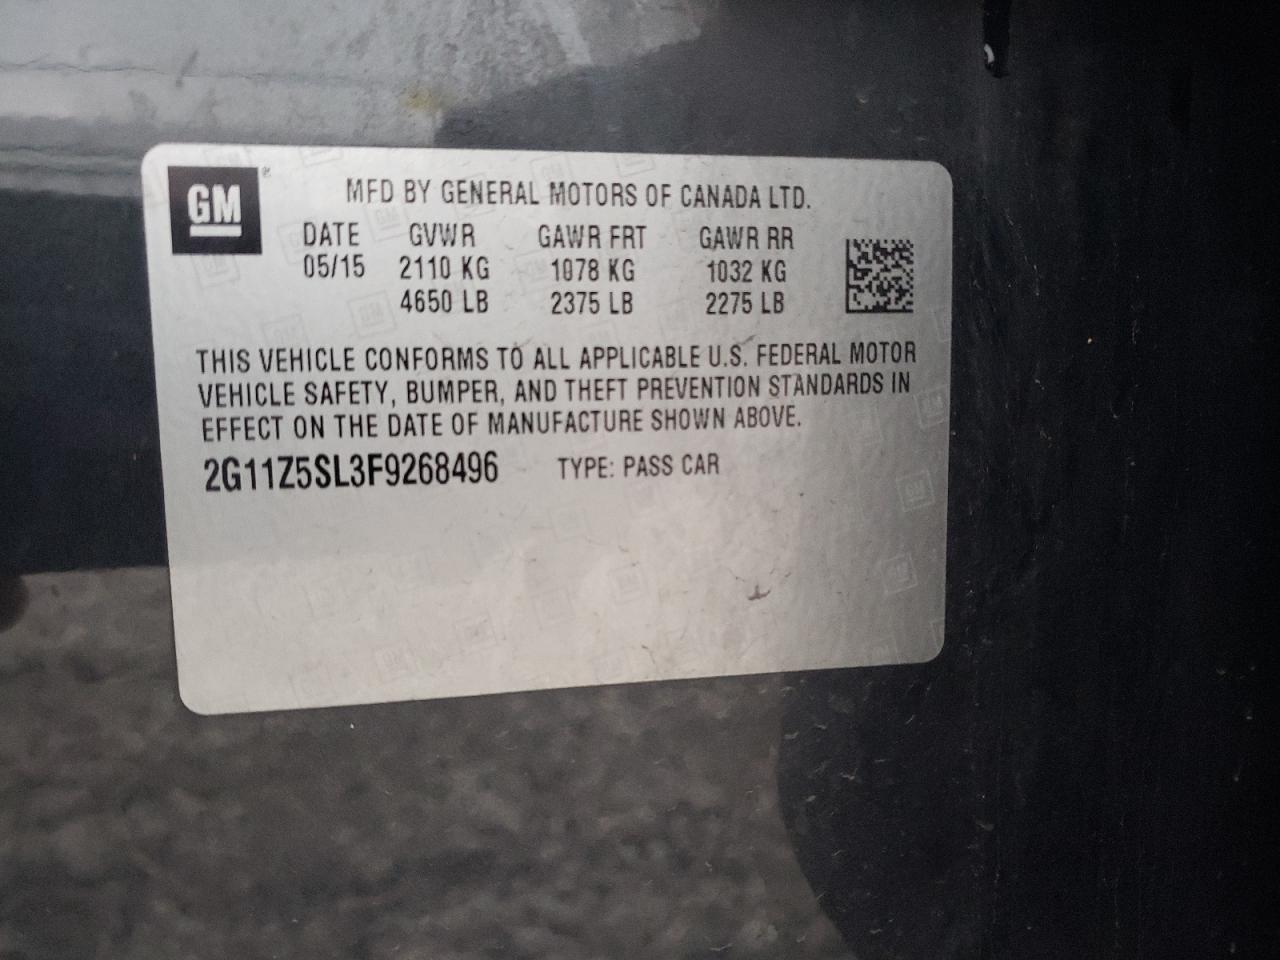 GM ®
MFD BY GENERAL MOTORS OF CANADA LTD.
DATE GVWR GAWR FRT GAWR RR
05/15 2110 KG 1078 KG 1032 KG
4650 LB 2375 LB 2275 LB
THIS VEHICLE CONFORMS TO ALL APPLICABLE U.S. FEDERAL MOTOR
VEHICLE SAFETY, BUMPER, AND THEFT PREVENTION STANDARDS IN
EFFECT ON THE DATE OF MANUFACTURE SHOWN ABOVE.
2G11Z5SL3F9268496 TYPE: PASS CAR